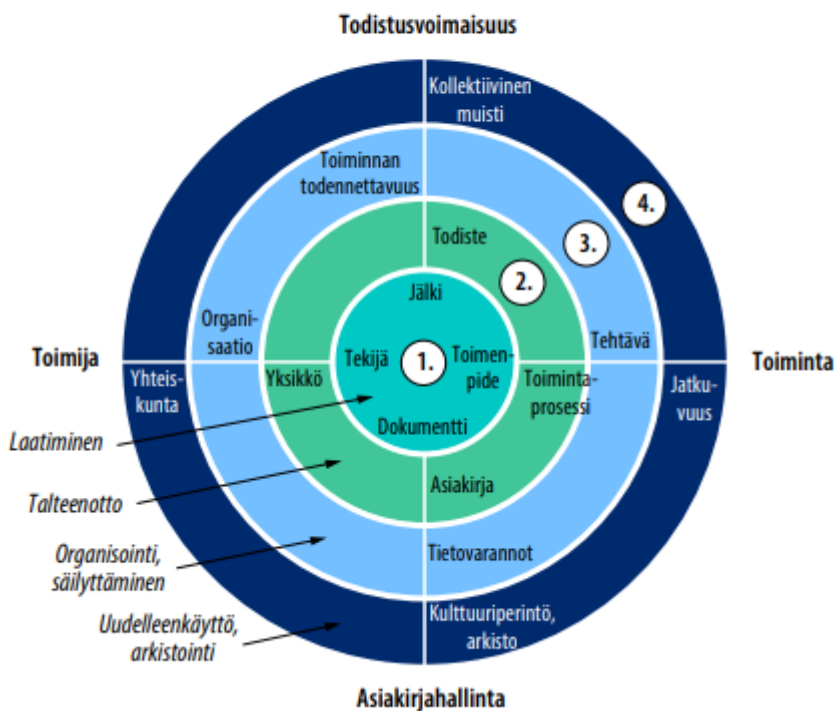 Todistusvoimaisuus
Kollektiivinen
muisti
Toiminnan
todennettavuus
4.
3.
Todiste
2.
Jälki
Organi-
saatio
Tehtävä
Toimija
Tekijä
1.
Toimen-
pide
Toiminta
Yhteis-
kunta
Yksikkö
Toiminta-
prosessi
Jatku-
vuus
Laatiminen
Dokumentti
Talteenotto
Asiakirja
Organisointi,
säilyttäminen
Tietovarannot
Uudelleenkäyttö,
arkistointi
Kulttuuriperintö,
arkisto
Asiakirjahallinta